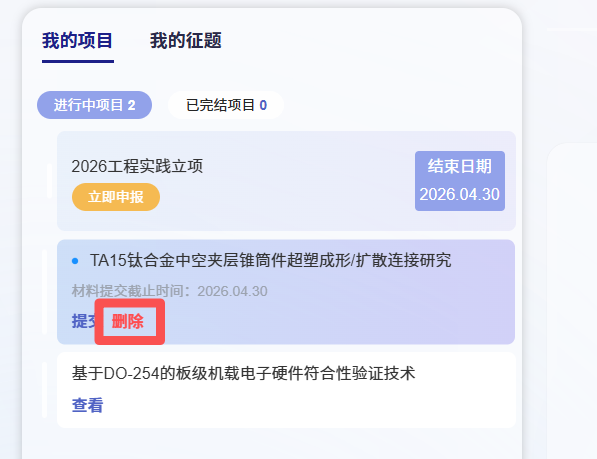 我的项目 我的征题
进行中项目 2 已完结项目 0
2026工程实践立项
立即申报
结束日期
2026.04.30
TA15钛合金中空夹层锥筒件超塑成形/扩散连接研究
材料提交截止时间：2026.04.30
提交 删除
基于DO-254的板级机载电子硬件符合性验证技术
查看